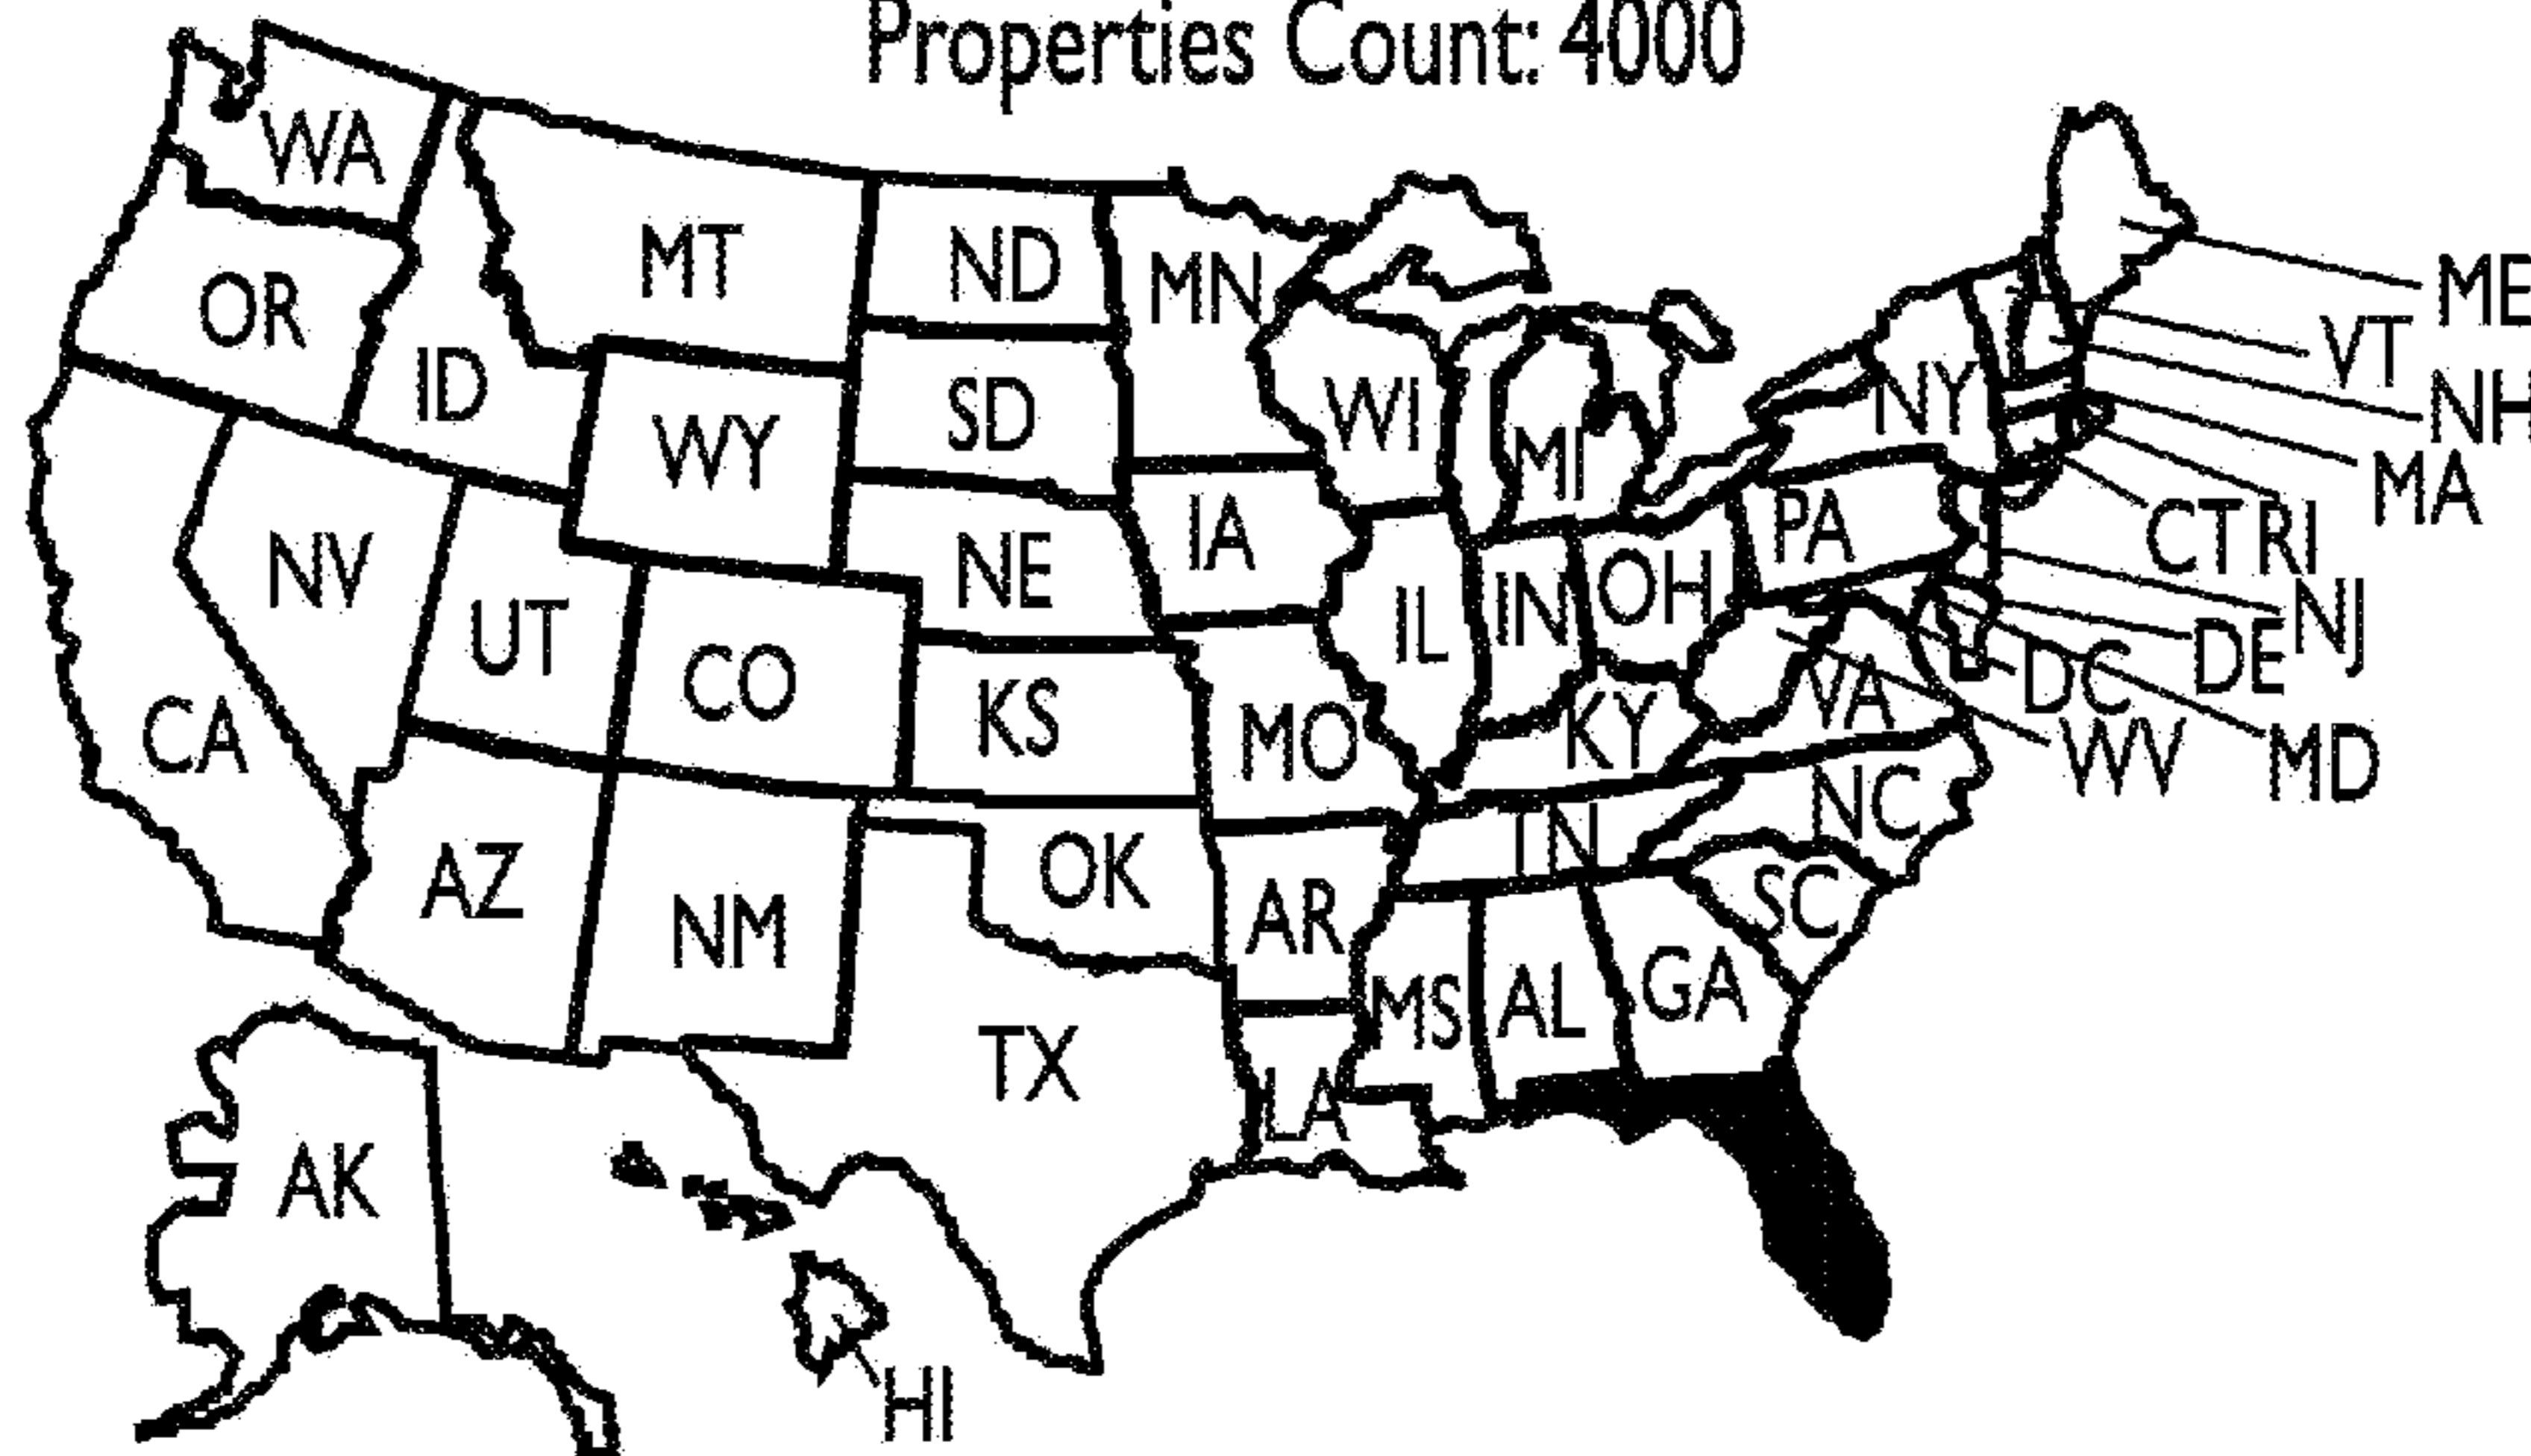 Properties Count: 4000
WA
MT
ND
MN
OR
ID
WY
SD
WI
MI
NY
ME
VT
NH
MA
CT RI
NJ
DE
DC
MD
WV
NV
UT
CO
NE
IA
IL
IN
OH
PA
CA
KS
MO
KY
VA
AZ
NM
OK
AR
TN
NC
SC
TX
LA
MS
AL
GA
AK
HI